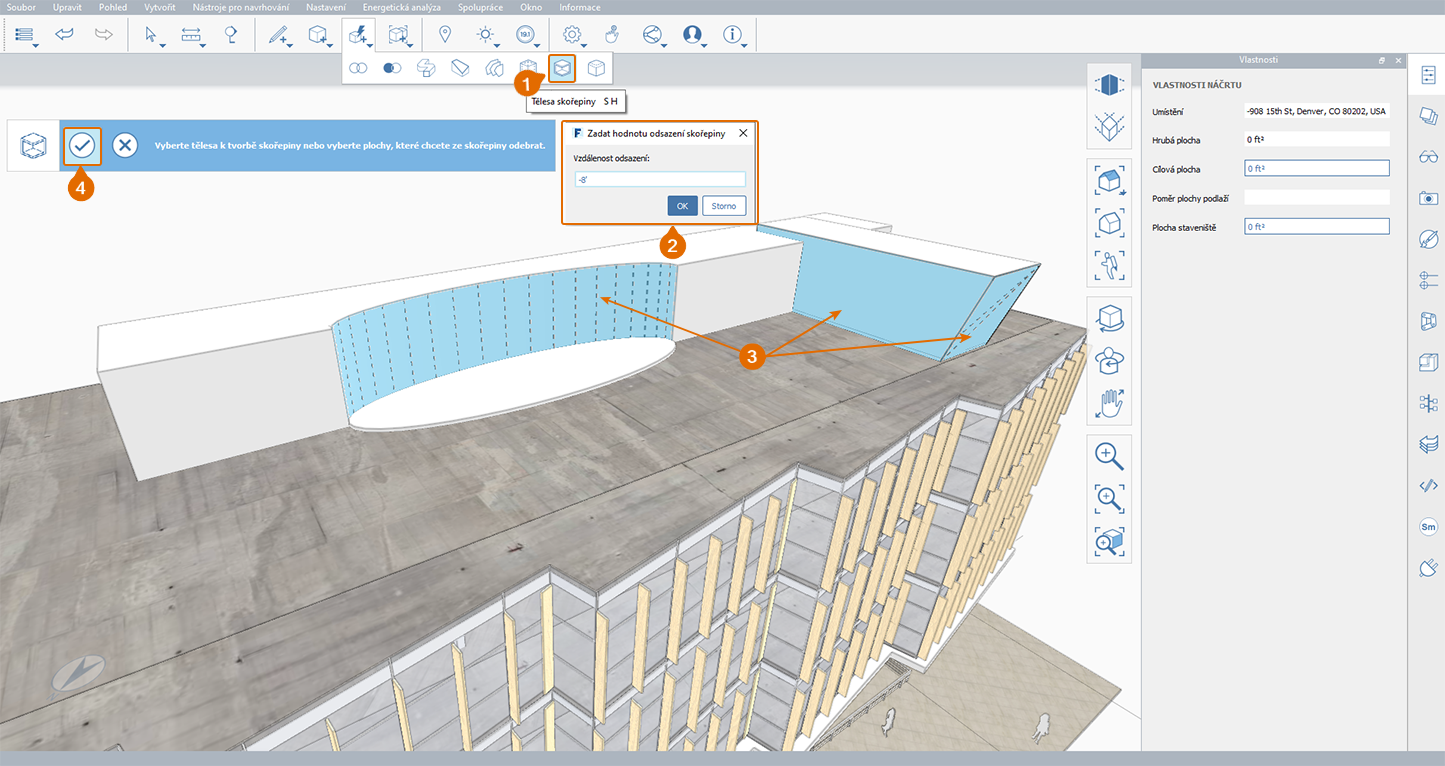 Soubor Upravit Pohled Vytvořit Nástroje pro navrhování Nastavení Energetická analýza Spolupráce Okno Informace
19.1
1
Tělesa skořepiny S H
Vyberte tělesa k tvorbě skořepiny nebo vyberte plochy, které chcete ze skořepiny odebrat.
4
F Zadat hodnotu odsazení skořepiny
Vzdálenost odsazení:
-8'
OK Storno
2
3
Vlastnosti
VLASTNOSTI NÁČRTU
Umístění -908 15th St, Denver, CO 80202, USA
Hrubá plocha 0 ft²
Cílová plocha 0 ft²
Poměr plochy podlaží
Plocha staveniště 0 ft²
Sm